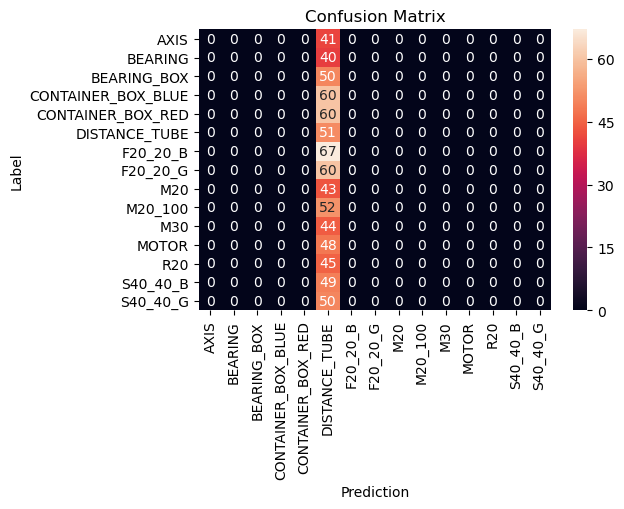 Confusion Matrix
Label
AXIS 0 0 0 0 0 41 0 0 0 0 0 0 0 0 0
BEARING 0 0 0 0 0 40 0 0 0 0 0 0 0 0 0
BEARING_BOX 0 0 0 0 0 50 0 0 0 0 0 0 0 0 0
CONTAINER_BOX_BLUE 0 0 0 0 0 60 0 0 0 0 0 0 0 0 0
CONTAINER_BOX_RED 0 0 0 0 0 60 0 0 0 0 0 0 0 0 0
DISTANCE_TUBE 0 0 0 0 0 51 0 0 0 0 0 0 0 0 0
F20_20_B 0 0 0 0 0 67 0 0 0 0 0 0 0 0 0
F20_20_G 0 0 0 0 0 60 0 0 0 0 0 0 0 0 0
M20 0 0 0 0 0 43 0 0 0 0 0 0 0 0 0
M20_100 0 0 0 0 0 52 0 0 0 0 0 0 0 0 0
M30 0 0 0 0 0 44 0 0 0 0 0 0 0 0 0
MOTOR 0 0 0 0 0 48 0 0 0 0 0 0 0 0 0
R20 0 0 0 0 0 45 0 0 0 0 0 0 0 0 0
S40_40_B 0 0 0 0 0 49 0 0 0 0 0 0 0 0 0
S40_40_G 0 0 0 0 0 50 0 0 0 0 0 0 0 0 0
AXIS
BEARING
BEARING_BOX
CONTAINER_BOX_BLUE
CONTAINER_BOX_RED
DISTANCE_TUBE
F20_20_B
F20_20_G
M20
M20_100
M30
MOTOR
R20
S40_40_B
S40_40_G
Prediction
60
45
30
15
0